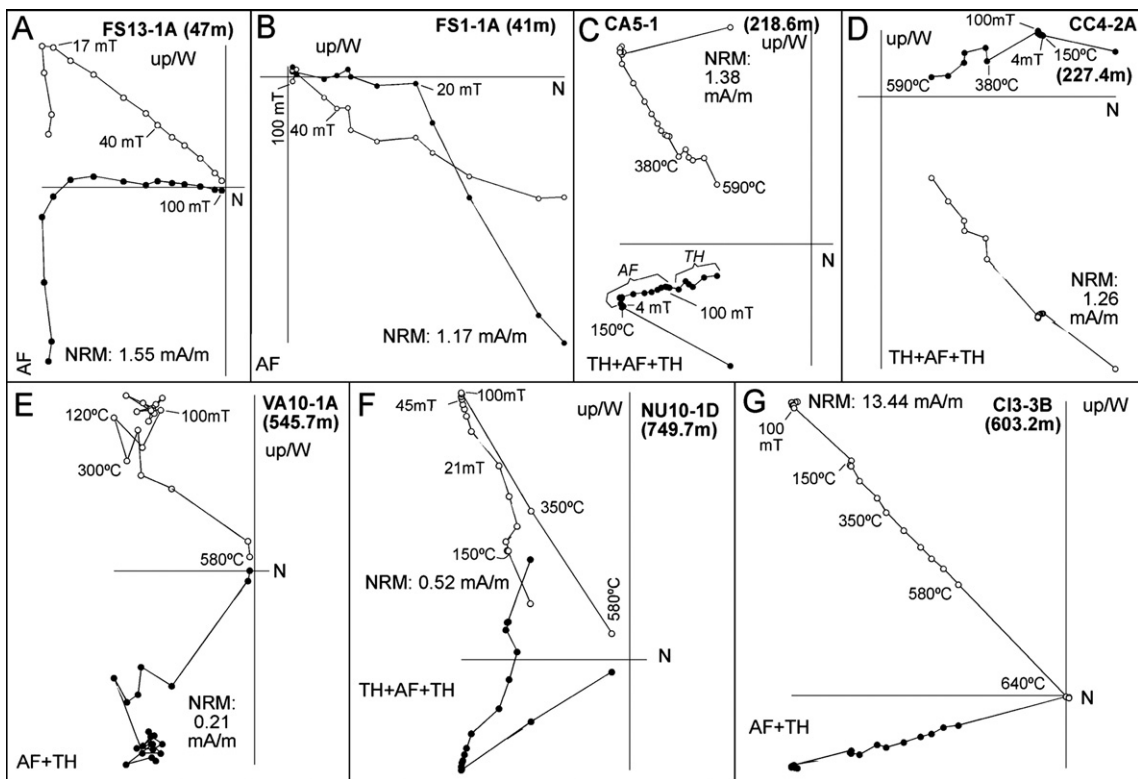 A
FS13-1A (47m)
17 mT
up/W
40 mT
N
100 mT
NRM: 1.55 mA/m
AF
B
FS1-1A (41m)
up/W
N
20 mT
100 mT
40 mT
NRM: 1.17 mA/m
AF
C
CA5-1
(218.6m)
up/W
NRM:
1.38
mA/m
380ºC
590ºC
N
AF
TH
4 mT
100 mT
150ºC
TH+AF+TH
D
CC4-2A
100mT
up/W
4mT
150ºC
(227.4m)
590ºC
380ºC
N
NRM:
1.26
mA/m
TH+AF+TH
E
VA10-1A
(545.7m)
120ºC
100mT
up/W
300ºC
580ºC
N
NRM:
0.21
mA/m
AF+TH
F
up/W
NU10-1D
(749.7m)
100mT
45mT
21mT
350ºC
150ºC
NRM: 0.52 mA/m
580ºC
N
TH+AF+TH
G
NRM: 13.44 mA/m
CI3-3B
(603.2m)
up/W
100
mT
150ºC
350ºC
580ºC
640ºC
N
AF+TH